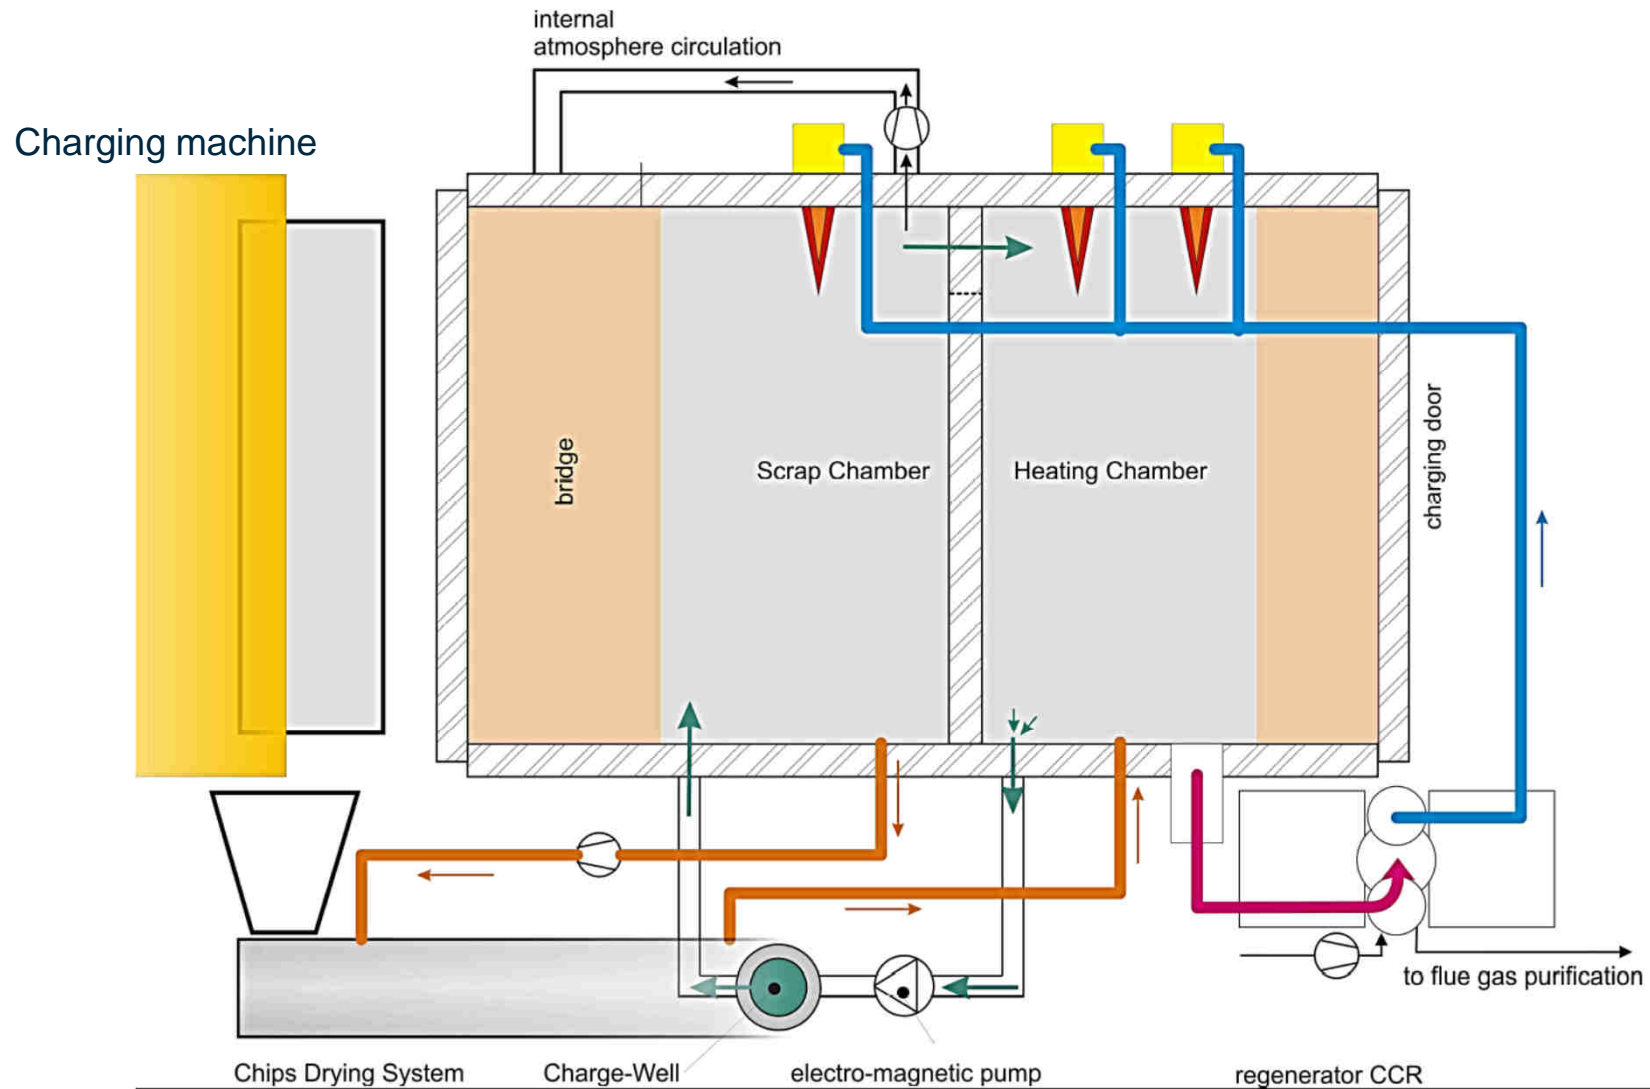 internal
atmosphere circulation
Charging machine
bridge
Scrap Chamber
Heating Chamber
charging door
to flue gas purification
Chips Drying System
Charge-Well
electro-magnetic pump
regenerator CCR